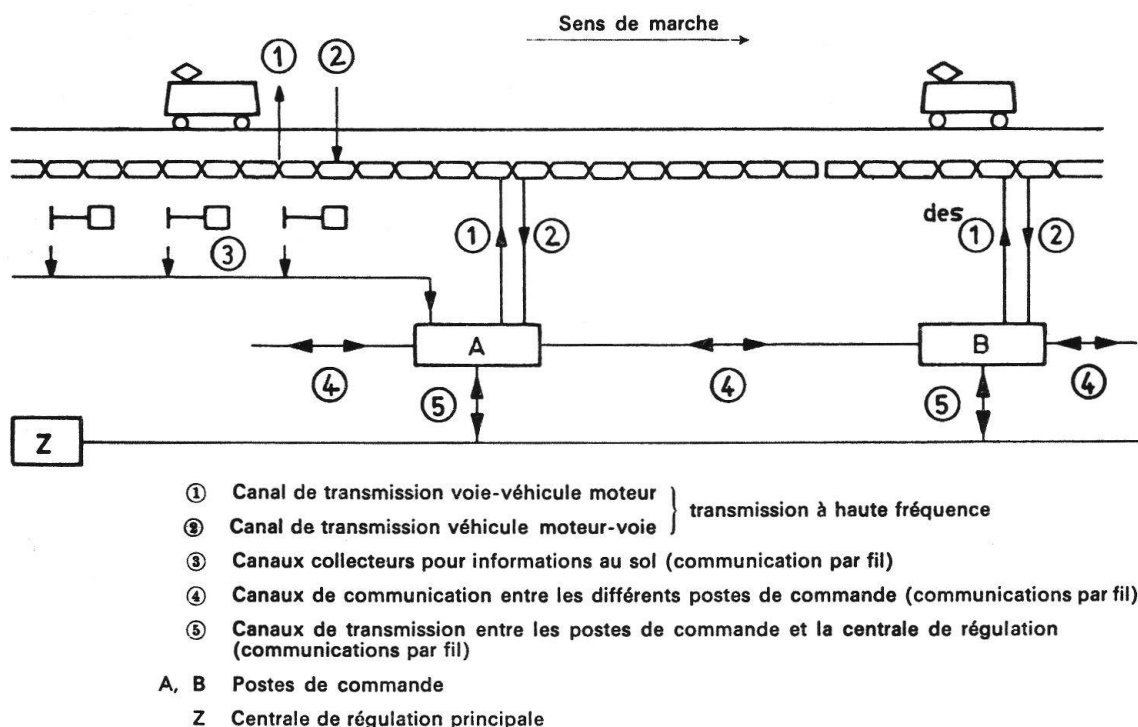 Sens de marche
① ②
des
① ② ① ②
③
A B
④ ④ ④
⑤ ⑤
Z
① Canal de transmission voie-véhicule moteur
② Canal de transmission véhicule moteur-voie
transmission à haute fréquence
③ Canaux collecteurs pour informations au sol (communication par fil)
④ Canaux de communication entre les différents postes de commande (communications par fil)
⑤ Canaux de transmission entre les postes de commande et la centrale de régulation
(communications par fil)
A, B Postes de commande
Z Centrale de régulation principale